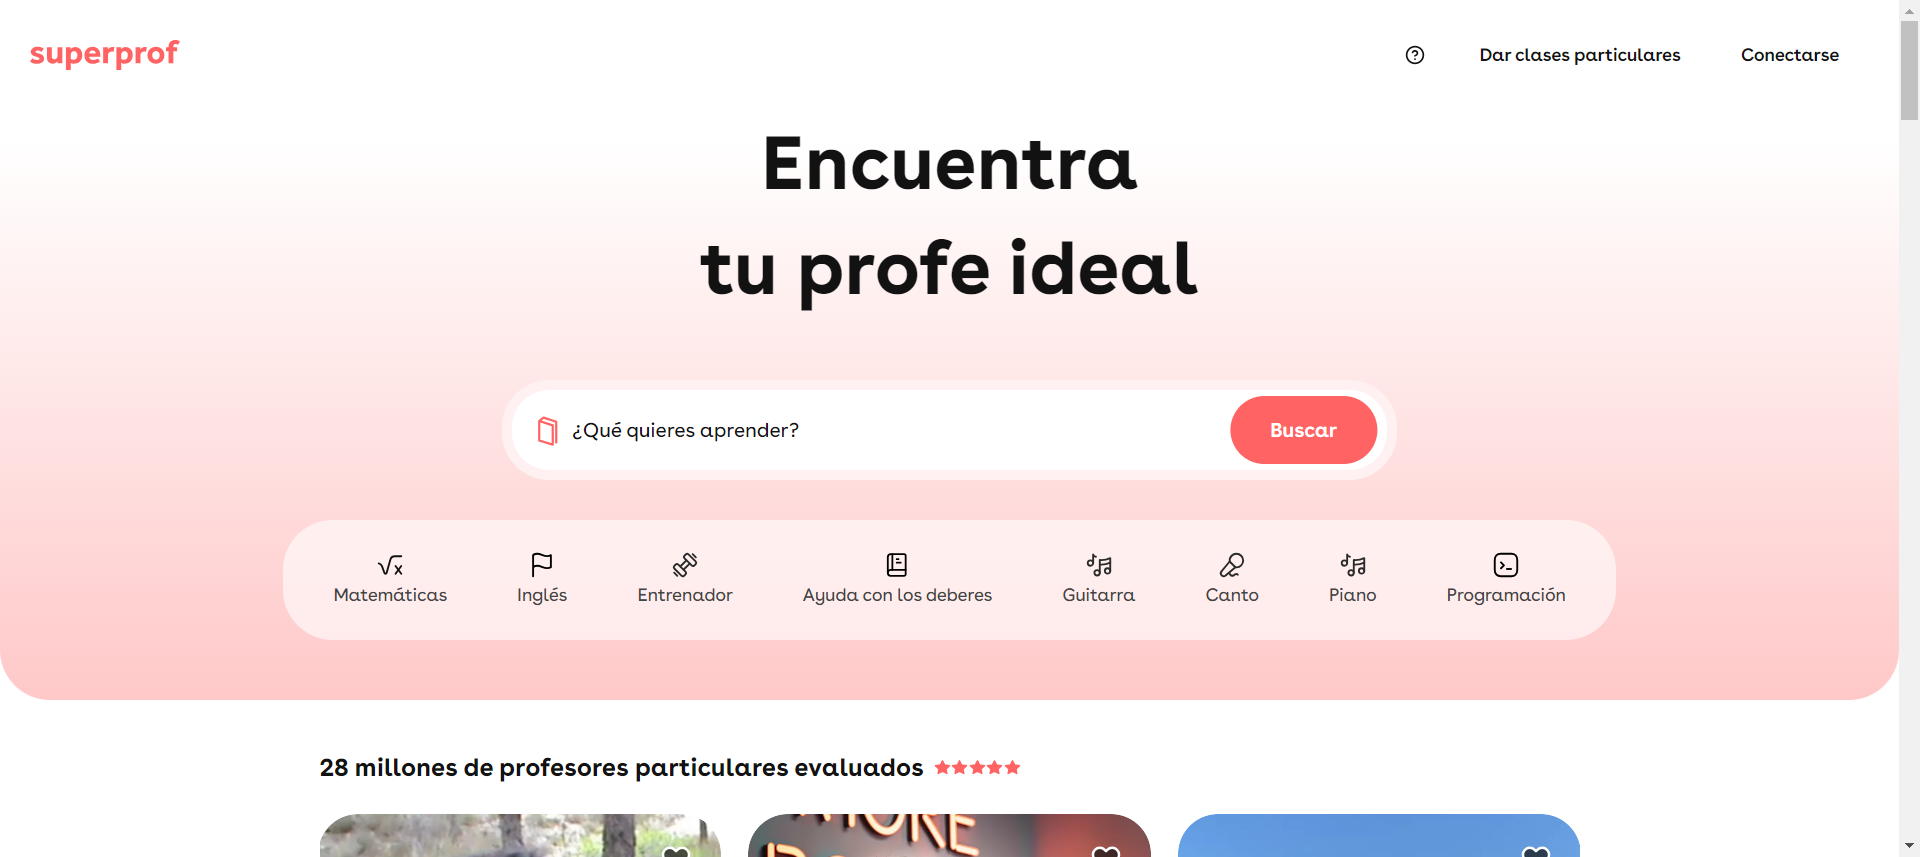 superprof
Dar clases particulares
Conectarse
Encuentra
tu profe ideal
¿Qué quieres aprender?
Buscar
Matemáticas
Inglés
Entrenador
Ayuda con los deberes
Guitarra
Canto
Piano
Programación
28 millones de profesores particulares evaluados